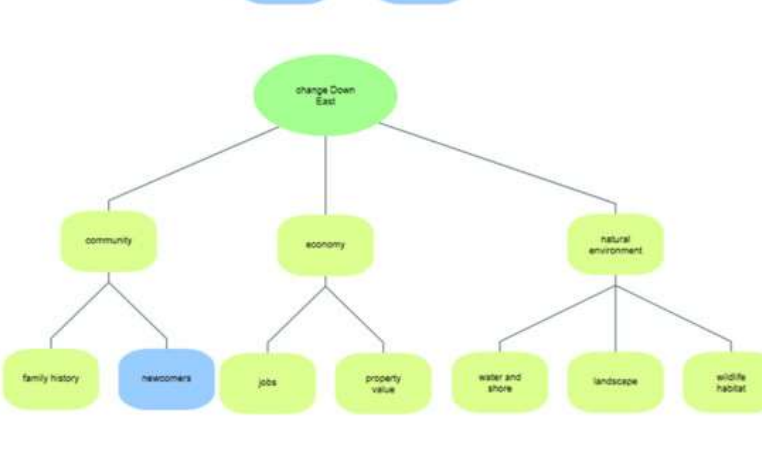 change Down
East
community
economy
natural
environment
family history
newcomers
jobs
property
value
water and
shore
landscape
wildlife
habitat